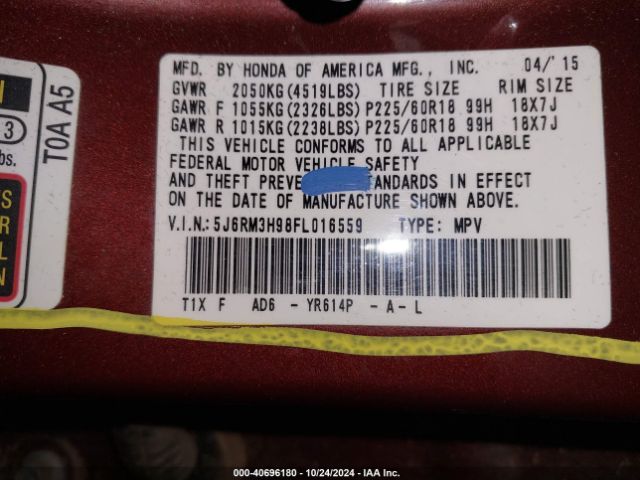 MFD. BY HONDA OF AMERICA MFG., INC. 04/'15
GVWR 2050KG(4519LBS) TIRE SIZE RIM SIZE
GAWR F 1055KG(2326LBS) P225/60R18 99H 18X7J
GAWR R 1015KG(2238LBS) P225/60R18 99H 18X7J
THIS VEHICLE CONFORMS TO ALL APPLICABLE
FEDERAL MOTOR VEHICLE SAFETY
AND THEFT PREVE TANDARDS IN EFFECT
ON THE DATE OF MANUFACTURE SHOWN ABOVE.
V.I.N.: 5J6RM3H98FL016559 TYPE: MPV
T1X F AD6 - YR614P - A - L
T0A A5
3
bs.
000-40696180 - 10/24/2024 - IAA Inc.